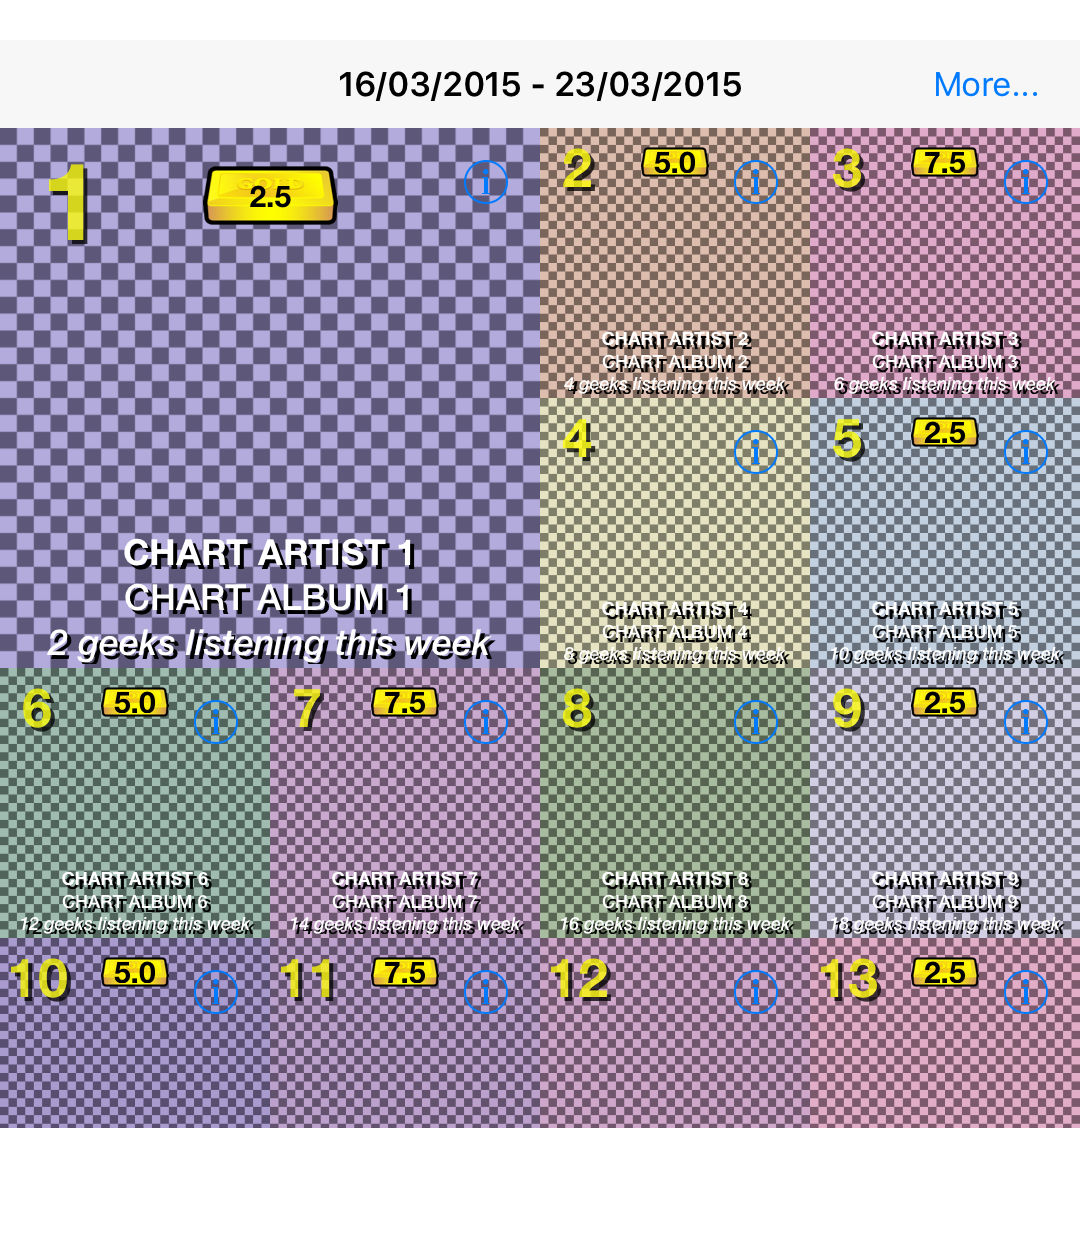 16/03/2015 - 23/03/2015
More...
1
GOLD
2.5
CHART ARTIST 1
CHART ALBUM 1
2 geeks listening this week
2
5.0
CHART ARTIST 2
CHART ALBUM 2
4 geeks listening this week
3
7.5
CHART ARTIST 3
CHART ALBUM 3
6 geeks listening this week
4
CHART ARTIST 4
CHART ALBUM 4
8 geeks listening this week
5
2.5
CHART ARTIST 5
CHART ALBUM 5
10 geeks listening this week
6
5.0
CHART ARTIST 6
CHART ALBUM 6
12 geeks listening this week
7
7.5
CHART ARTIST 7
CHART ALBUM 7
14 geeks listening this week
8
CHART ARTIST 8
CHART ALBUM 8
16 geeks listening this week
9
2.5
CHART ARTIST 9
CHART ALBUM 9
18 geeks listening this week
10
5.0
11
7.5
12
13
2.5